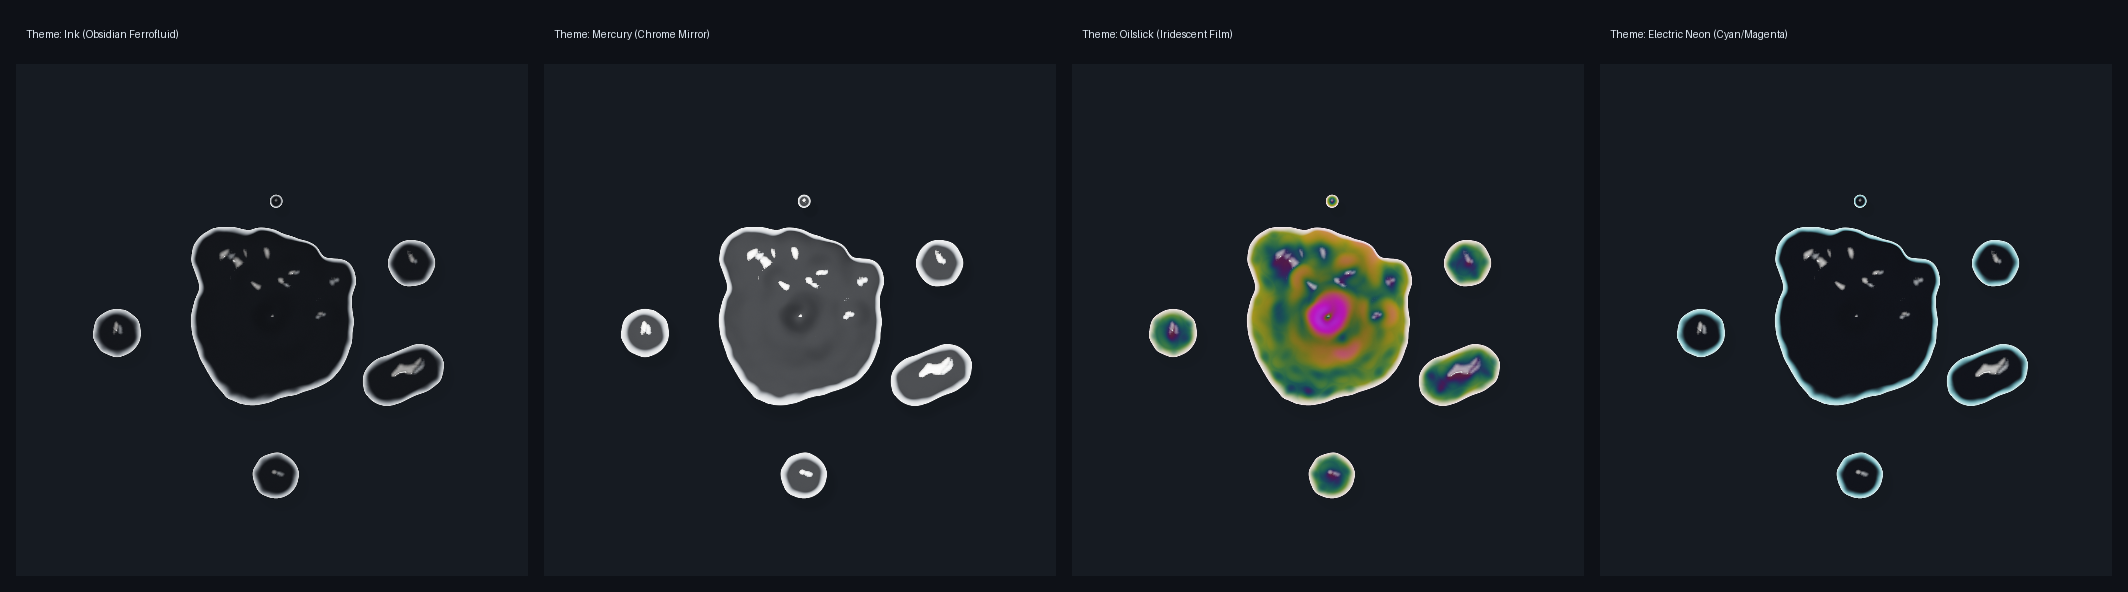 Theme: Ink (Obsidian Ferrofluid)
Theme: Mercury (Chrome Mirror)
Theme: Oilslick (Iridescent Film)
Theme: Electric Neon (Cyan/Magenta)